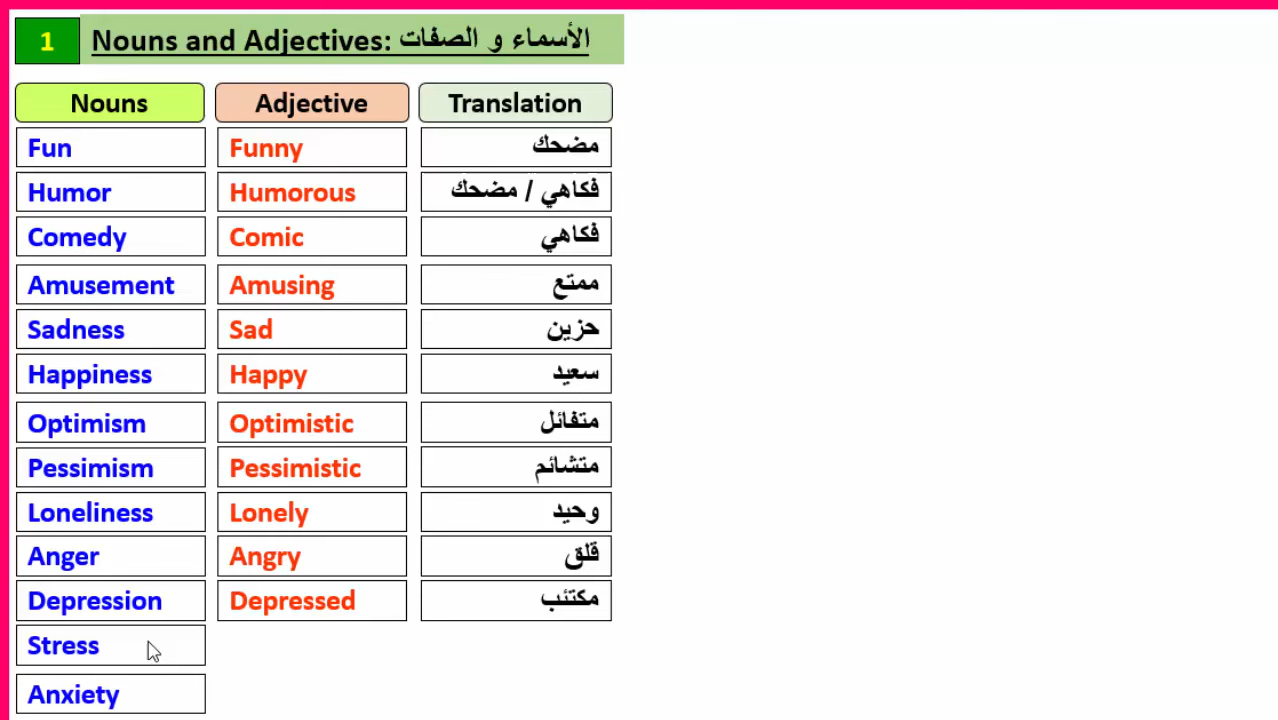 1 Nouns and Adjectives: الأسماء و الصفات
Nouns Adjective Translation
Fun Funny مضحك
Humor Humorous فكاهي / مضحك
Comedy Comic فكاهي
Amusement Amusing ممتع
Sadness Sad حزين
Happiness Happy سعيد
Optimism Optimistic متفائل
Pessimism Pessimistic متشائم
Loneliness Lonely وحيد
Anger Angry قلق
Depression Depressed مكتئب
Stress
Anxiety